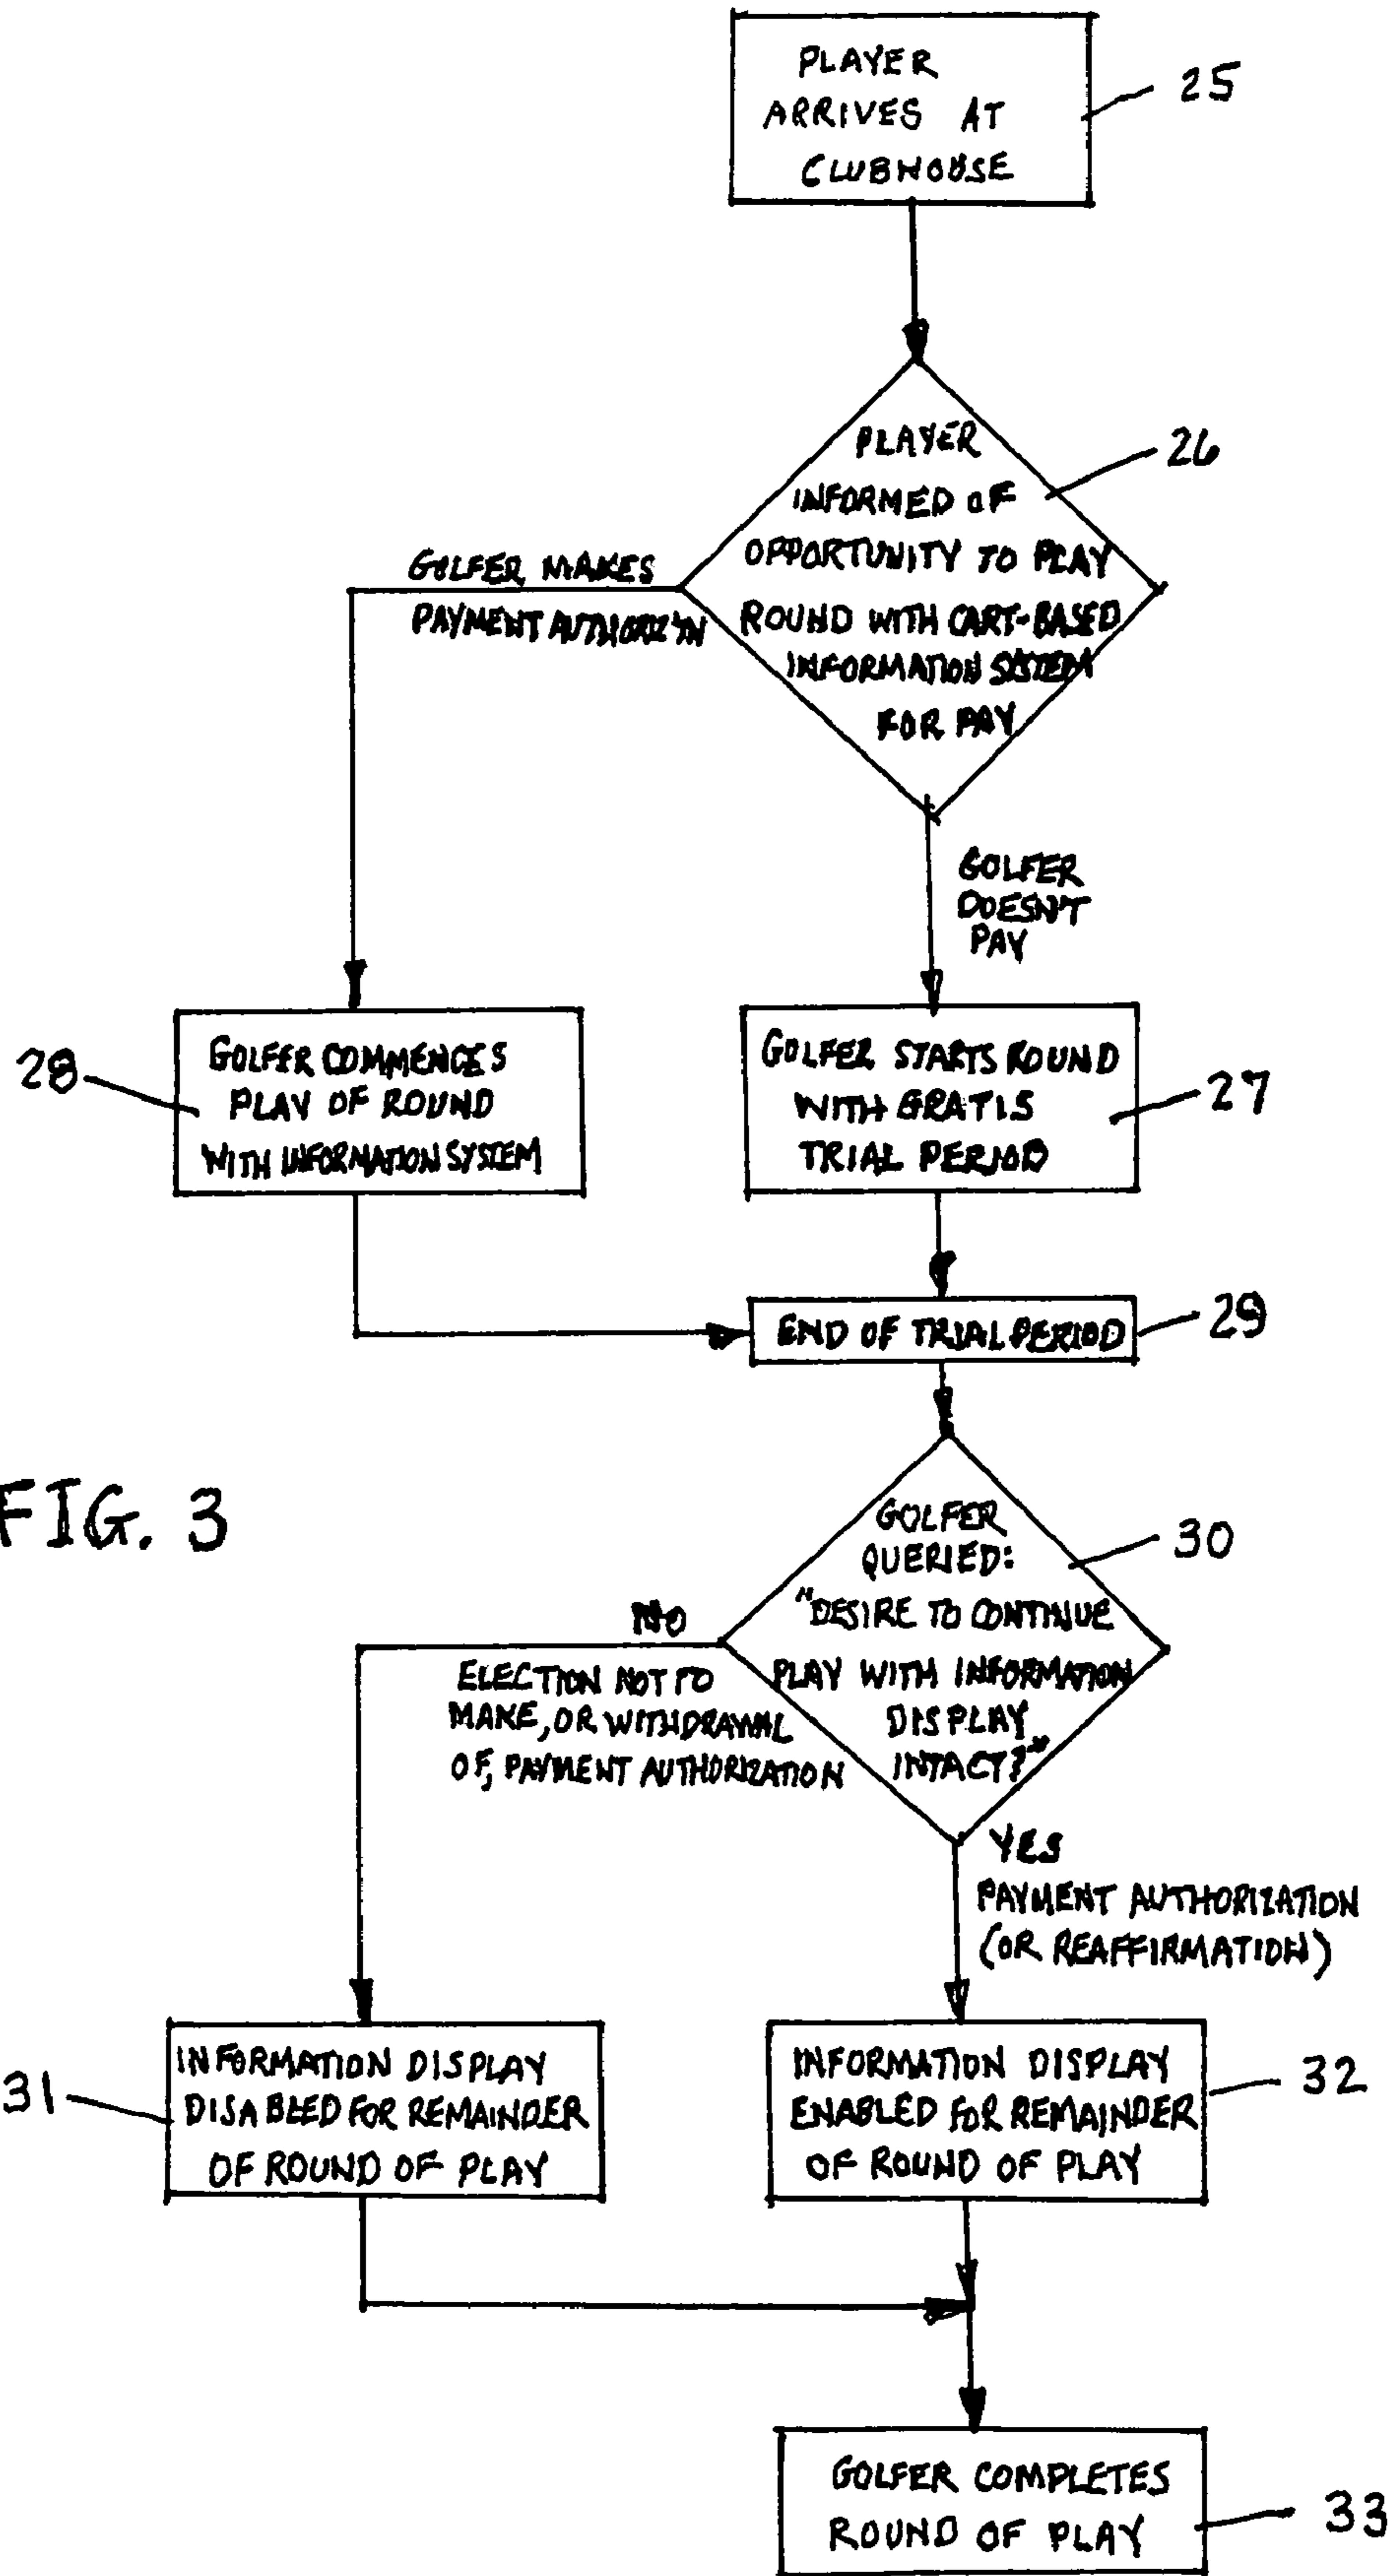 PLAYER
ARRIVES AT
CLUBHOUSE
25
PLAYER
INFORMED OF
OPPORTUNITY TO PLAY
ROUND WITH CART-BASED
INFORMATION SYSTEM
FOR PAY
26
GOLFER MAKES
PAYMENT AUTHORIZ'TN
GOLFER
DOESN'T
PAY
28
GOLFER COMMENCES
PLAY OF ROUND
WITH INFORMATION SYSTEM
GOLFER STARTS ROUND
WITH GRATIS
TRIAL PERIOD
27
END OF TRIAL PERIOD
29
FIG. 3
GOLFER
QUERIED:
"DESIRE TO CONTINUE
PLAY WITH INFORMATION
DISPLAY
INTACT?"
30
NO
ELECTION NOT TO
MAKE, OR WITHDRAWAL
OF, PAYMENT AUTHORIZATION
YES
PAYMENT AUTHORIZATION
(OR REAFFIRMATION)
31
INFORMATION DISPLAY
DISABLED FOR REMAINDER
OF ROUND OF PLAY
INFORMATION DISPLAY
ENABLED FOR REMAINDER
OF ROUND OF PLAY
32
GOLFER COMPLETES
ROUND OF PLAY
33